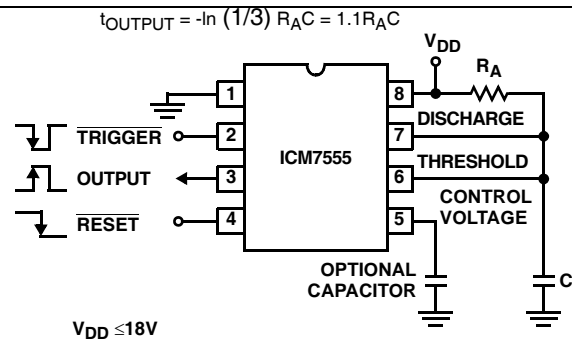 tOUTPUT = -ln (1/3) RAC = 1.1RAC
VDD
RA
1
8
DISCHARGE
TRIGGER
2
7
ICM7555
THRESHOLD
OUTPUT
3
6
CONTROL
VOLTAGE
RESET
4
5
OPTIONAL
CAPACITOR
C
VDD ≤18V